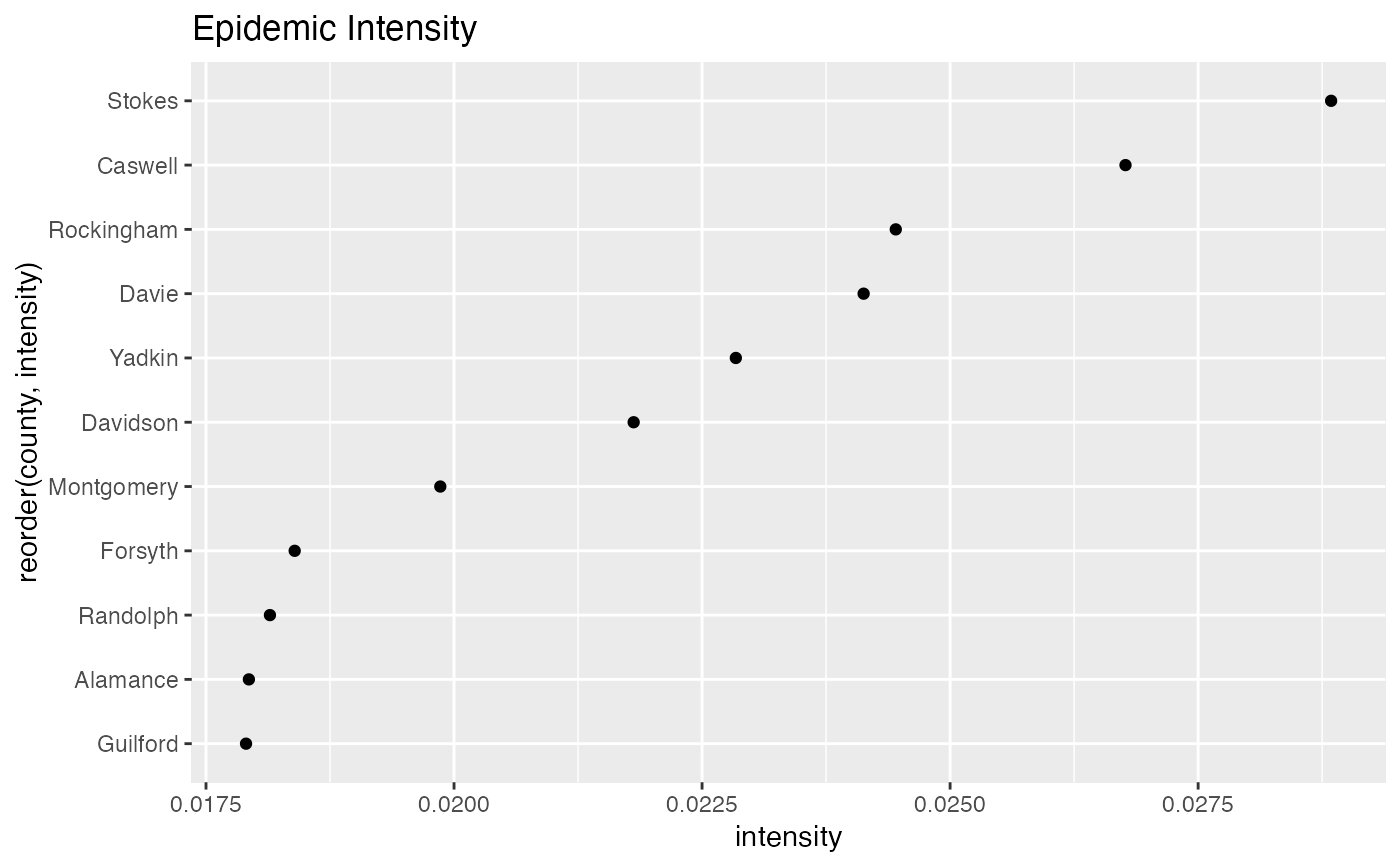 Epidemic Intensity
reorder(county, intensity)
Stokes
Caswell
Rockingham
Davie
Yadkin
Davidson
Montgomery
Forsyth
Randolph
Alamance
Guilford
0.0175 0.0200 0.0225 0.0250 0.0275
intensity